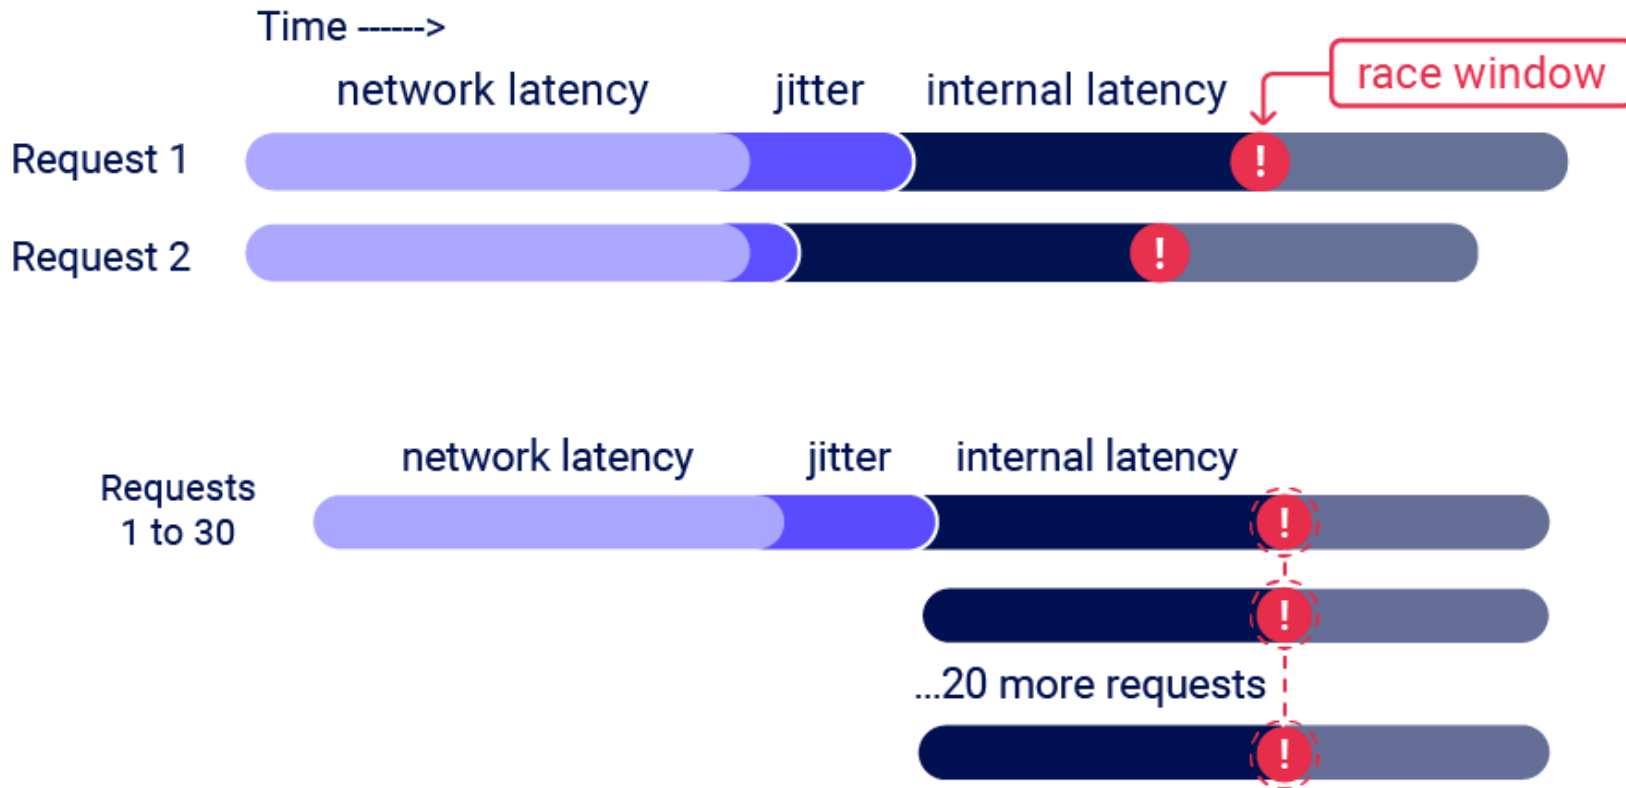 Time ------>
network latency jitter internal latency race window
Request 1
!
Request 2
!
network latency jitter internal latency
Requests
1 to 30
!
!
...20 more requests
!